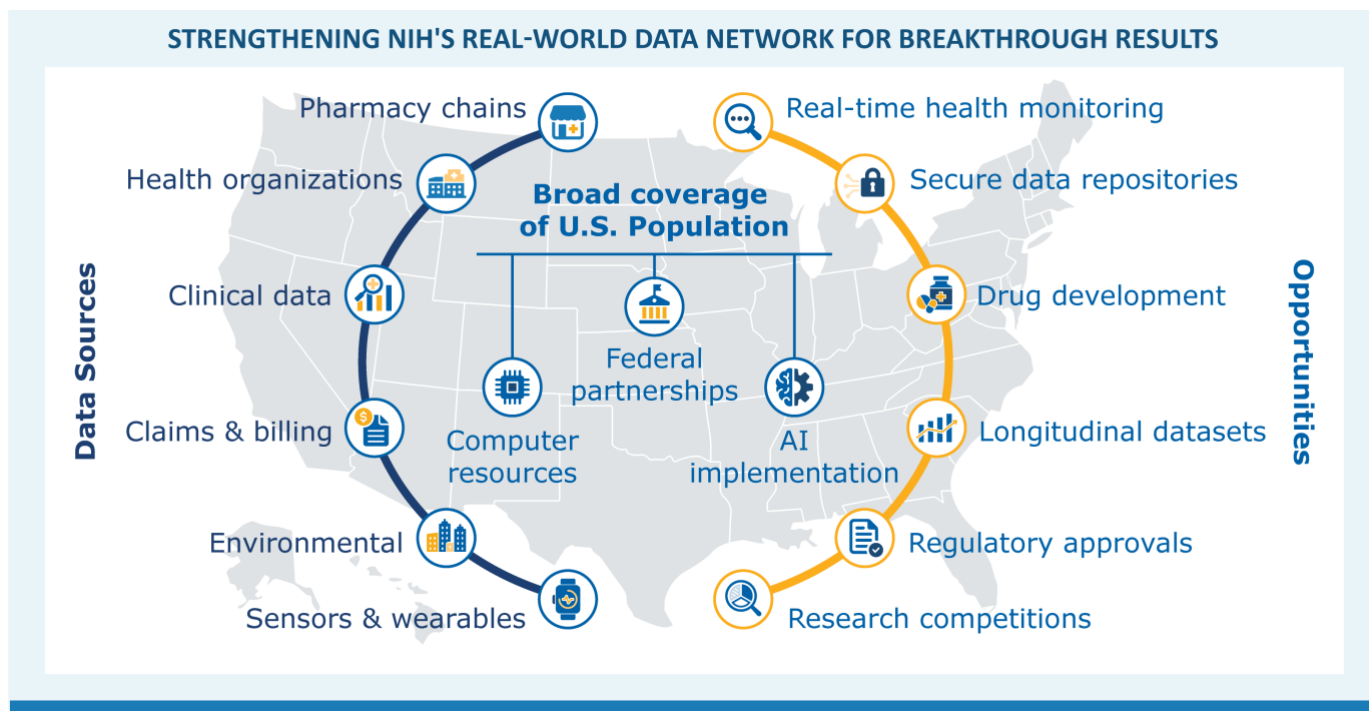 STRENGTHENING NIH'S REAL-WORLD DATA NETWORK FOR BREAKTHROUGH RESULTS
Data Sources
Pharmacy chains
Health organizations
Clinical data
Claims & billing
Environmental
Sensors & wearables
Broad coverage
of U.S. Population
Computer
resources
Federal
partnerships
AI
implementation
Real-time health monitoring
Secure data repositories
Drug development
Longitudinal datasets
Regulatory approvals
Research competitions
Opportunities